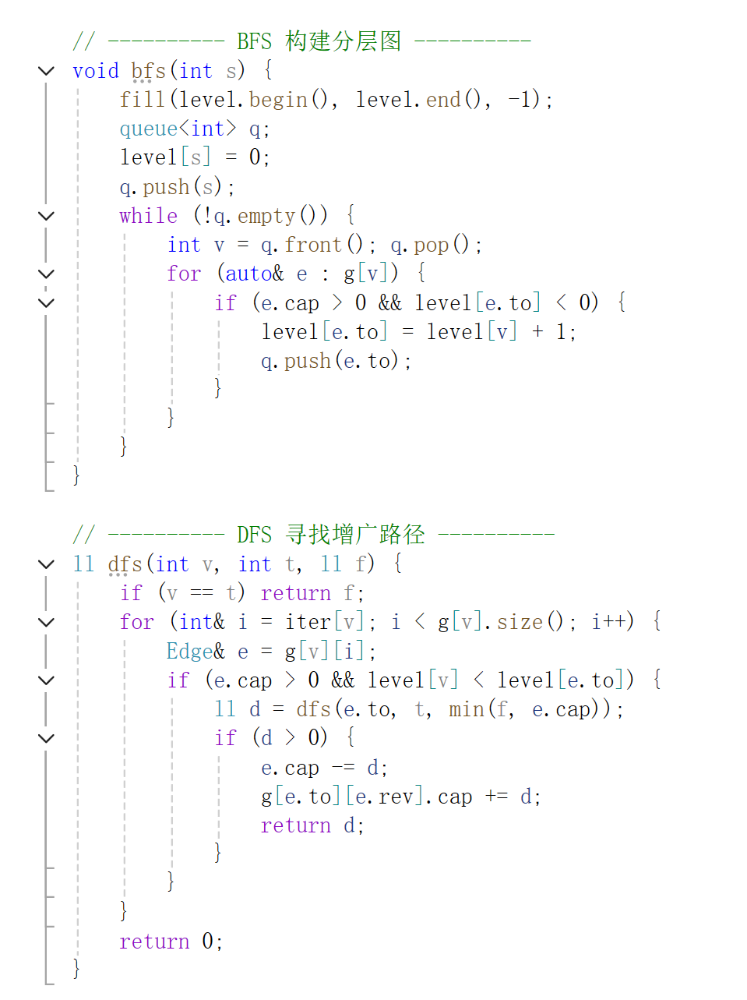 // ---------- BFS 构建分层图 ----------
void bfs(int s) {
    fill(level.begin(), level.end(), -1);
    queue<int> q;
    level[s] = 0;
    q.push(s);
    while (!q.empty()) {
        int v = q.front(); q.pop();
        for (auto& e : g[v]) {
            if (e.cap > 0 && level[e.to] < 0) {
                level[e.to] = level[v] + 1;
                q.push(e.to);
            }
        }
    }
}

// ---------- DFS 寻找增广路径 ----------
ll dfs(int v, int t, ll f) {
    if (v == t) return f;
    for (int& i = iter[v]; i < g[v].size(); i++) {
        Edge& e = g[v][i];
        if (e.cap > 0 && level[v] < level[e.to]) {
            ll d = dfs(e.to, t, min(f, e.cap));
            if (d > 0) {
                e.cap -= d;
                g[e.to][e.rev].cap += d;
                return d;
            }
        }
    }
    return 0;
}